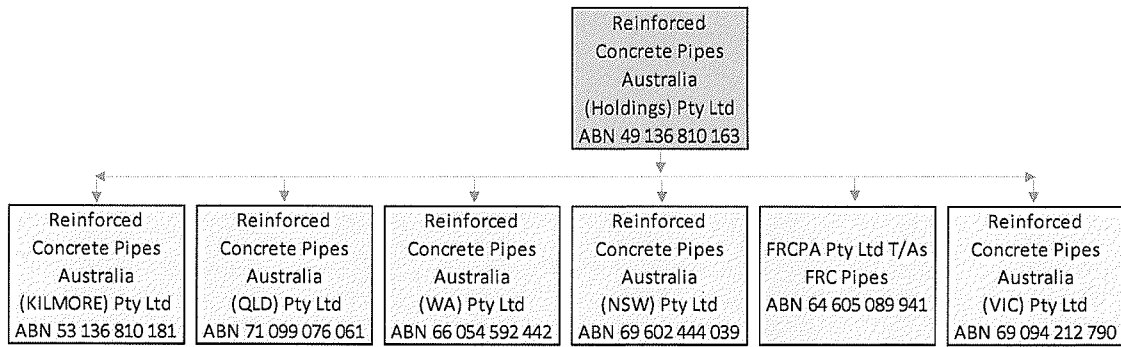 Reinforced
Concrete Pipes
Australia
(Holdings) Pty Ltd
ABN 49 136 810 163
Reinforced
Concrete Pipes
Australia
(KILMORE) Pty Ltd
ABN 53 136 810 181
Reinforced
Concrete Pipes
Australia
(QLD) Pty Ltd
ABN 71 099 076 061
Reinforced
Concrete Pipes
Australia
(WA) Pty Ltd
ABN 66 054 592 442
Reinforced
Concrete Pipes
Australia
(NSW) Pty Ltd
ABN 69 602 444 039
FRCPA Pty Ltd T/As
FRC Pipes
ABN 64 605 089 941
Reinforced
Concrete Pipes
Australia
(VIC) Pty Ltd
ABN 69 094 212 790